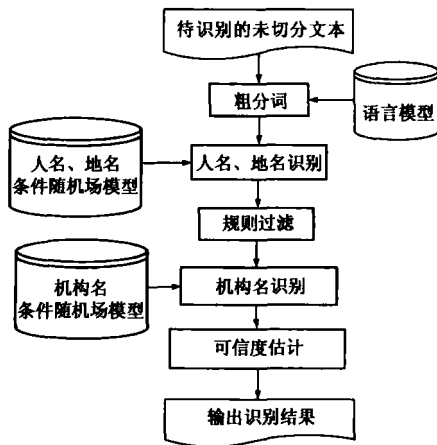 待识别的未切分文本
粗分词
语言模型
人名、地名
条件随机场模型
人名、地名识别
规则过滤
机构名
条件随机场模型
机构名识别
可信度估计
输出识别结果